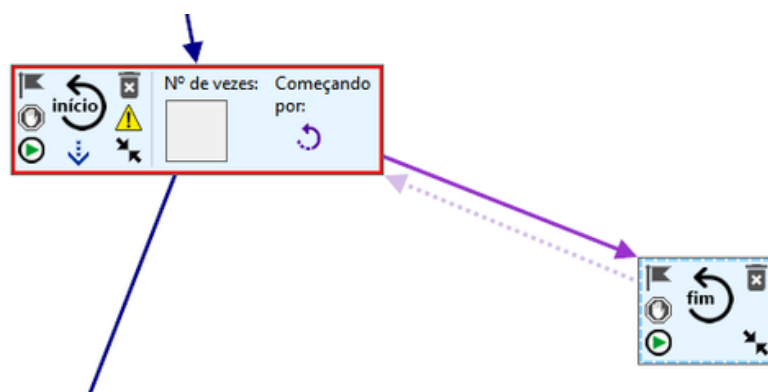 início
Nº de vezes:
Começando
por:
fim